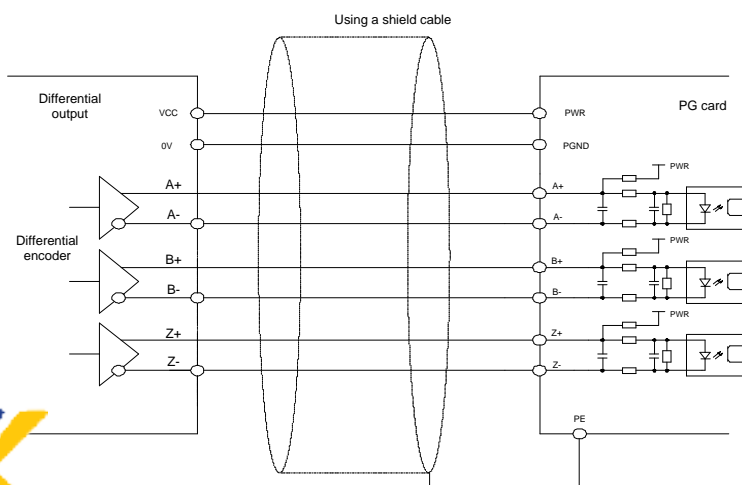 Using a shield cable
Differential
output
PG card
VCC
PWR
0V
PGND
PWR
A+
A+
A-
A-
PWR
Differential
encoder
B+
B+
B-
B-
PWR
Z+
Z+
Z-
Z-
PE